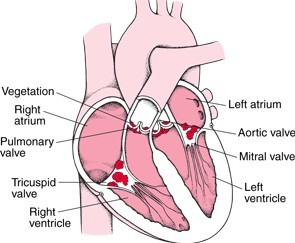 Vegetation
Right
atrium
Pulmonary
valve
Tricuspid
valve
Right
ventricle
Left atrium
Aortic valve
Mitral valve
Left
ventricle